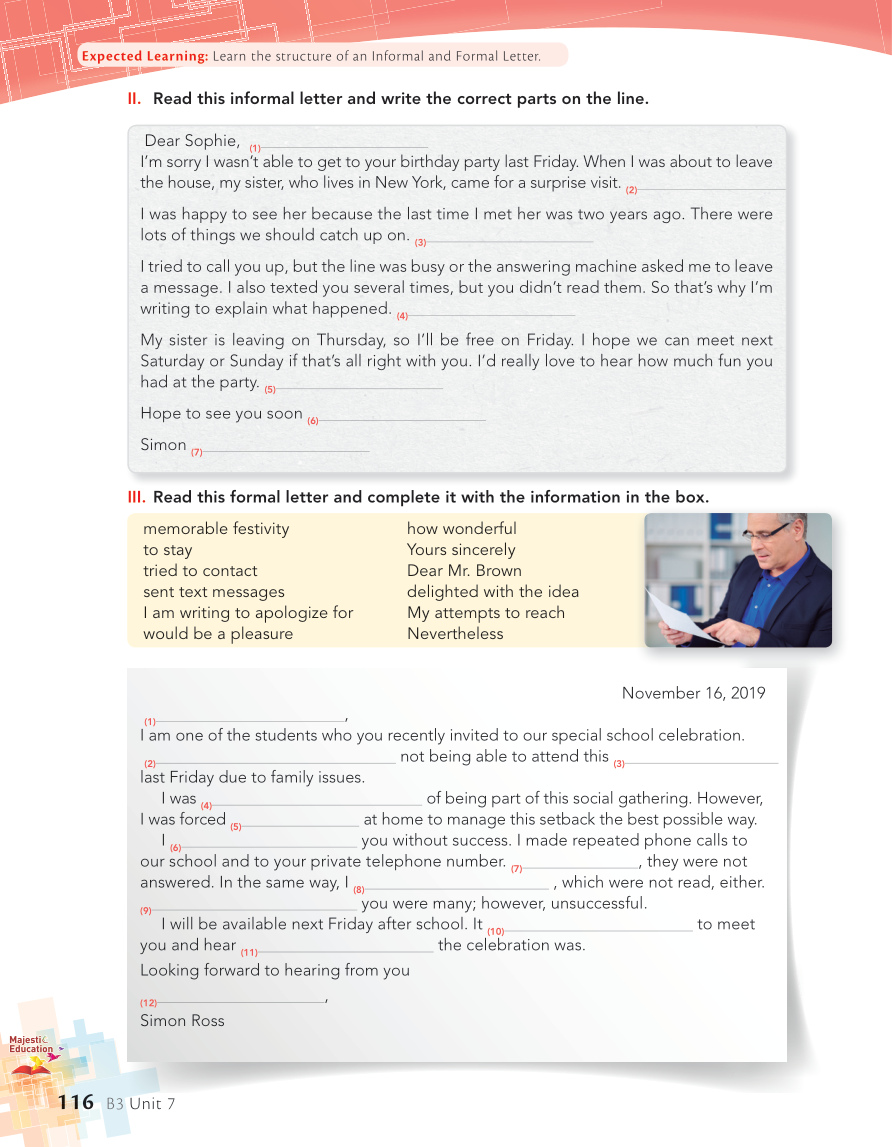 Expected Learning: Learn the structure of an Informal and Formal Letter.
II. Read this informal letter and write the correct parts on the line.
Dear Sophie, (1)
I'm sorry I wasn't able to get to your birthday party last Friday. When I was about to leave
the house, my sister, who lives in New York, came for a surprise visit. (2)
I was happy to see her because the last time I met her was two years ago. There were
lots of things we should catch up on. (3)
I tried to call you up, but the line was busy or the answering machine asked me to leave
a message. I also texted you several times, but you didn't read them. So that's why I'm
writing to explain what happened. (4)
My sister is leaving on Thursday, so I'll be free on Friday. I hope we can meet next
Saturday or Sunday if that's all right with you. I'd really love to hear how much fun you
had at the party. (5)
Hope to see you soon (6)
Simon (7)
III. Read this formal letter and complete it with the information in the box.
memorable festivity
to stay
tried to contact
sent text messages
I am writing to apologize for
would be a pleasure
how wonderful
Yours sincerely
Dear Mr. Brown
delighted with the idea
My attempts to reach
Nevertheless
November 16, 2019
(1) ,
I am one of the students who you recently invited to our special school celebration.
(2) not being able to attend this (3)
last Friday due to family issues.
I was (4) of being part of this social gathering. However,
I was forced (5) at home to manage this setback the best possible way.
I (6) you without success. I made repeated phone calls to
our school and to your private telephone number. (7) , they were not
answered. In the same way, I (8) , which were not read, either.
(9) you were many; however, unsuccessful.
I will be available next Friday after school. It (10) to meet
you and hear (11) the celebration was.
Looking forward to hearing from you
(12) ,
Simon Ross
Majestic
Education
116 B3 Unit 7